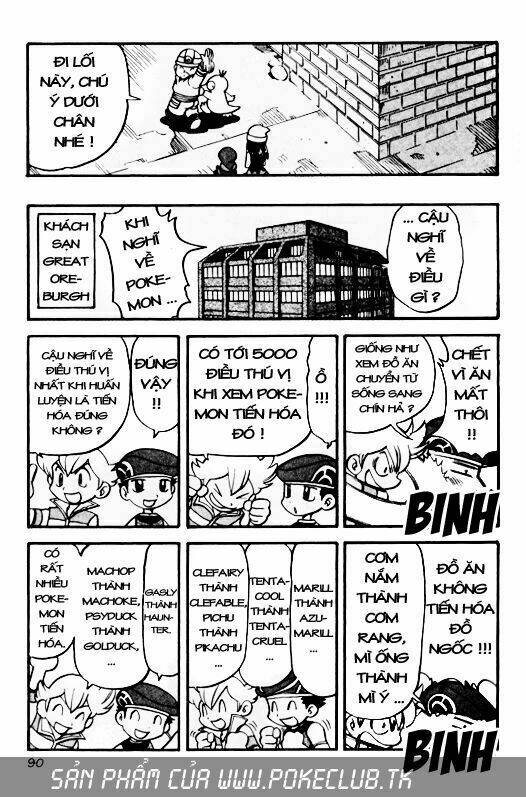 ĐI LỐI
NÀY, CHÚ
Ý DƯỚI
CHÂN
NHÉ !
KHÁCH
SẠN
GREAT
ORE-
BURGH
KHI
NGHĨ
VỀ
POKE-
MON ...
... CẬU
NGHĨ
VỀ
ĐIỀU
GÌ ?
CẬU NGHĨ VỀ
ĐIỀU THÚ VỊ
NHẤT KHI HUẤN
LUYỆN LÀ TIẾN
HÓA ĐÚNG
KHÔNG ?
ĐÚNG
VẬY
!!
CÓ TỚI 5000
ĐIỀU THÚ VỊ
KHI XEM POKE-
MON TIẾN HÓA
ĐÓ !
Ồ
!!!
GIỐNG NHƯ
XEM ĐỒ ĂN
CHUYỂN TỪ
SỐNG SANG
CHÍN HẢ ?
CHẾT
VÌ ĂN
MẤT
THÔI
!!
BINH
CÓ
RẤT
NHIỀU
POKE-
MON
TIẾN
HÓA.
MACHOP
THÀNH
MACHOKE,
PSYDUCK
THÀNH
GOLDUCK,
...
GASLY
THÀNH
HAUN-
TER.
CLEFAIRY
THÀNH
CLEFABLE,
PICHU
THÀNH
PIKACHU
...
TENTA-
COOL
THÀNH
TENTA-
CRUEL
...
MARILL
THÀNH
AZU-
MARILL
...
CƠM
NẮM
THÀNH
CƠM
RANG,
MÌ ỐNG
THÀNH
MÌ Ý .
ĐỒ ĂN
KHÔNG
TIẾN HÓA
ĐỒ
NGỐC !!!
BINH
90
SẢN PHẨM CỦA WWW.POKECLUB.TK